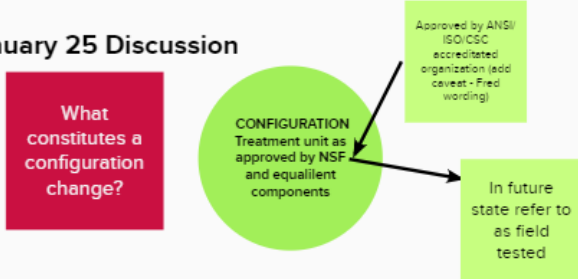 nuary 25 Discussion
What
constitutes a
configuration
change?
CONFIGURATION
Treatment unit as
approved by NSF
and equalilent
components
Approved by ANSI/
ISO/CSC
accredited
organization (add
caveat - Fred
wording)
In future
state refer to
as field
tested